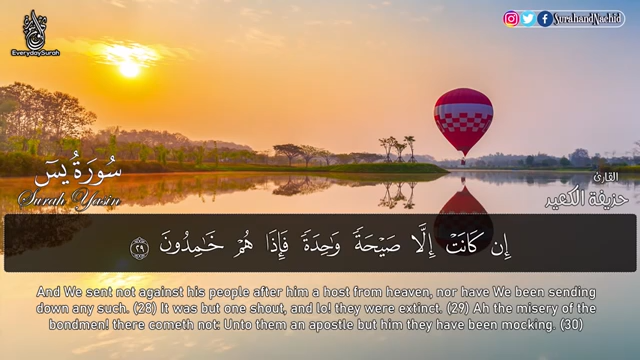 EverydaySurah
SurahandNachid
سُورَةُ يسٓ
Surah Yasin
القارئ
حزيفة الكعيد
إِن كَانَتْ إِلَّا صَيْحَةً وَٰحِدَةً فَإِذَا هُمْ خَـٰمِدُونَ ٢٩
And We sent not against his people after him a host from heaven, nor have We been sending
down any such. (28) It was but one shout, and lo! they were extinct. (29) Ah the misery of the
bondmen! there cometh not: Unto them an apostle but him they have been mocking. (30)